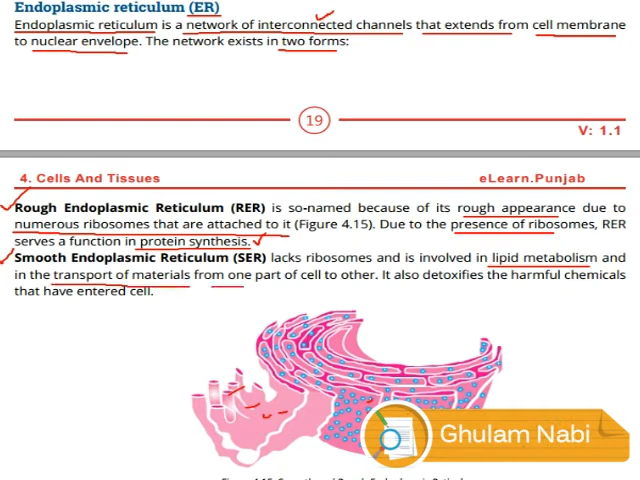 Endoplasmic reticulum (ER)
Endoplasmic reticulum is a network of interconnected channels that extends from cell membrane
to nuclear envelope. The network exists in two forms:
19
V: 1.1
4. Cells And Tissues eLearn.Punjab
Rough Endoplasmic Reticulum (RER) is so-named because of its rough appearance due to
numerous ribosomes that are attached to it (Figure 4.15). Due to the presence of ribosomes, RER
serves a function in protein synthesis.
Smooth Endoplasmic Reticulum (SER) lacks ribosomes and is involved in lipid metabolism and
in the transport of materials from one part of cell to other. It also detoxifies the harmful chemicals
that have entered cell.
Ghulam Nabi